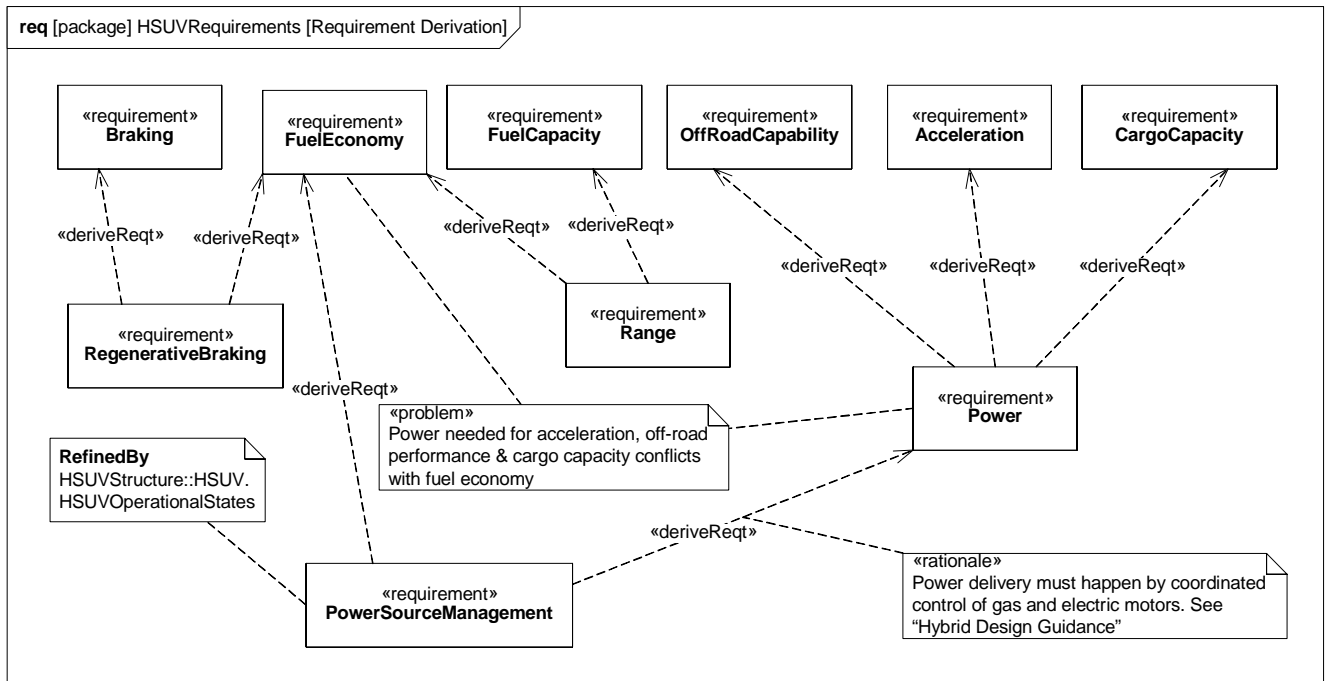 req [package] HSUVRequirements [Requirement Derivation]
«requirement»
Braking
«requirement»
FuelEconomy
«requirement»
FuelCapacity
«requirement»
OffRoadCapability
«requirement»
Acceleration
«requirement»
CargoCapacity
«deriveReqt»
«deriveReqt»
«deriveReqt»
«deriveReqt»
«deriveReqt»
«deriveReqt»
«deriveReqt»
«requirement»
RegenerativeBraking
«requirement»
Range
«deriveReqt»
«requirement»
Power
«problem»
Power needed for acceleration, off-road
performance & cargo capacity conflicts
with fuel economy
RefinedBy
HSUVStructure::HSUV.
HSUVOperationalStates
«deriveReqt»
«requirement»
PowerSourceManagement
«rationale»
Power delivery must happen by coordinated
control of gas and electric motors. See
“Hybrid Design Guidance”